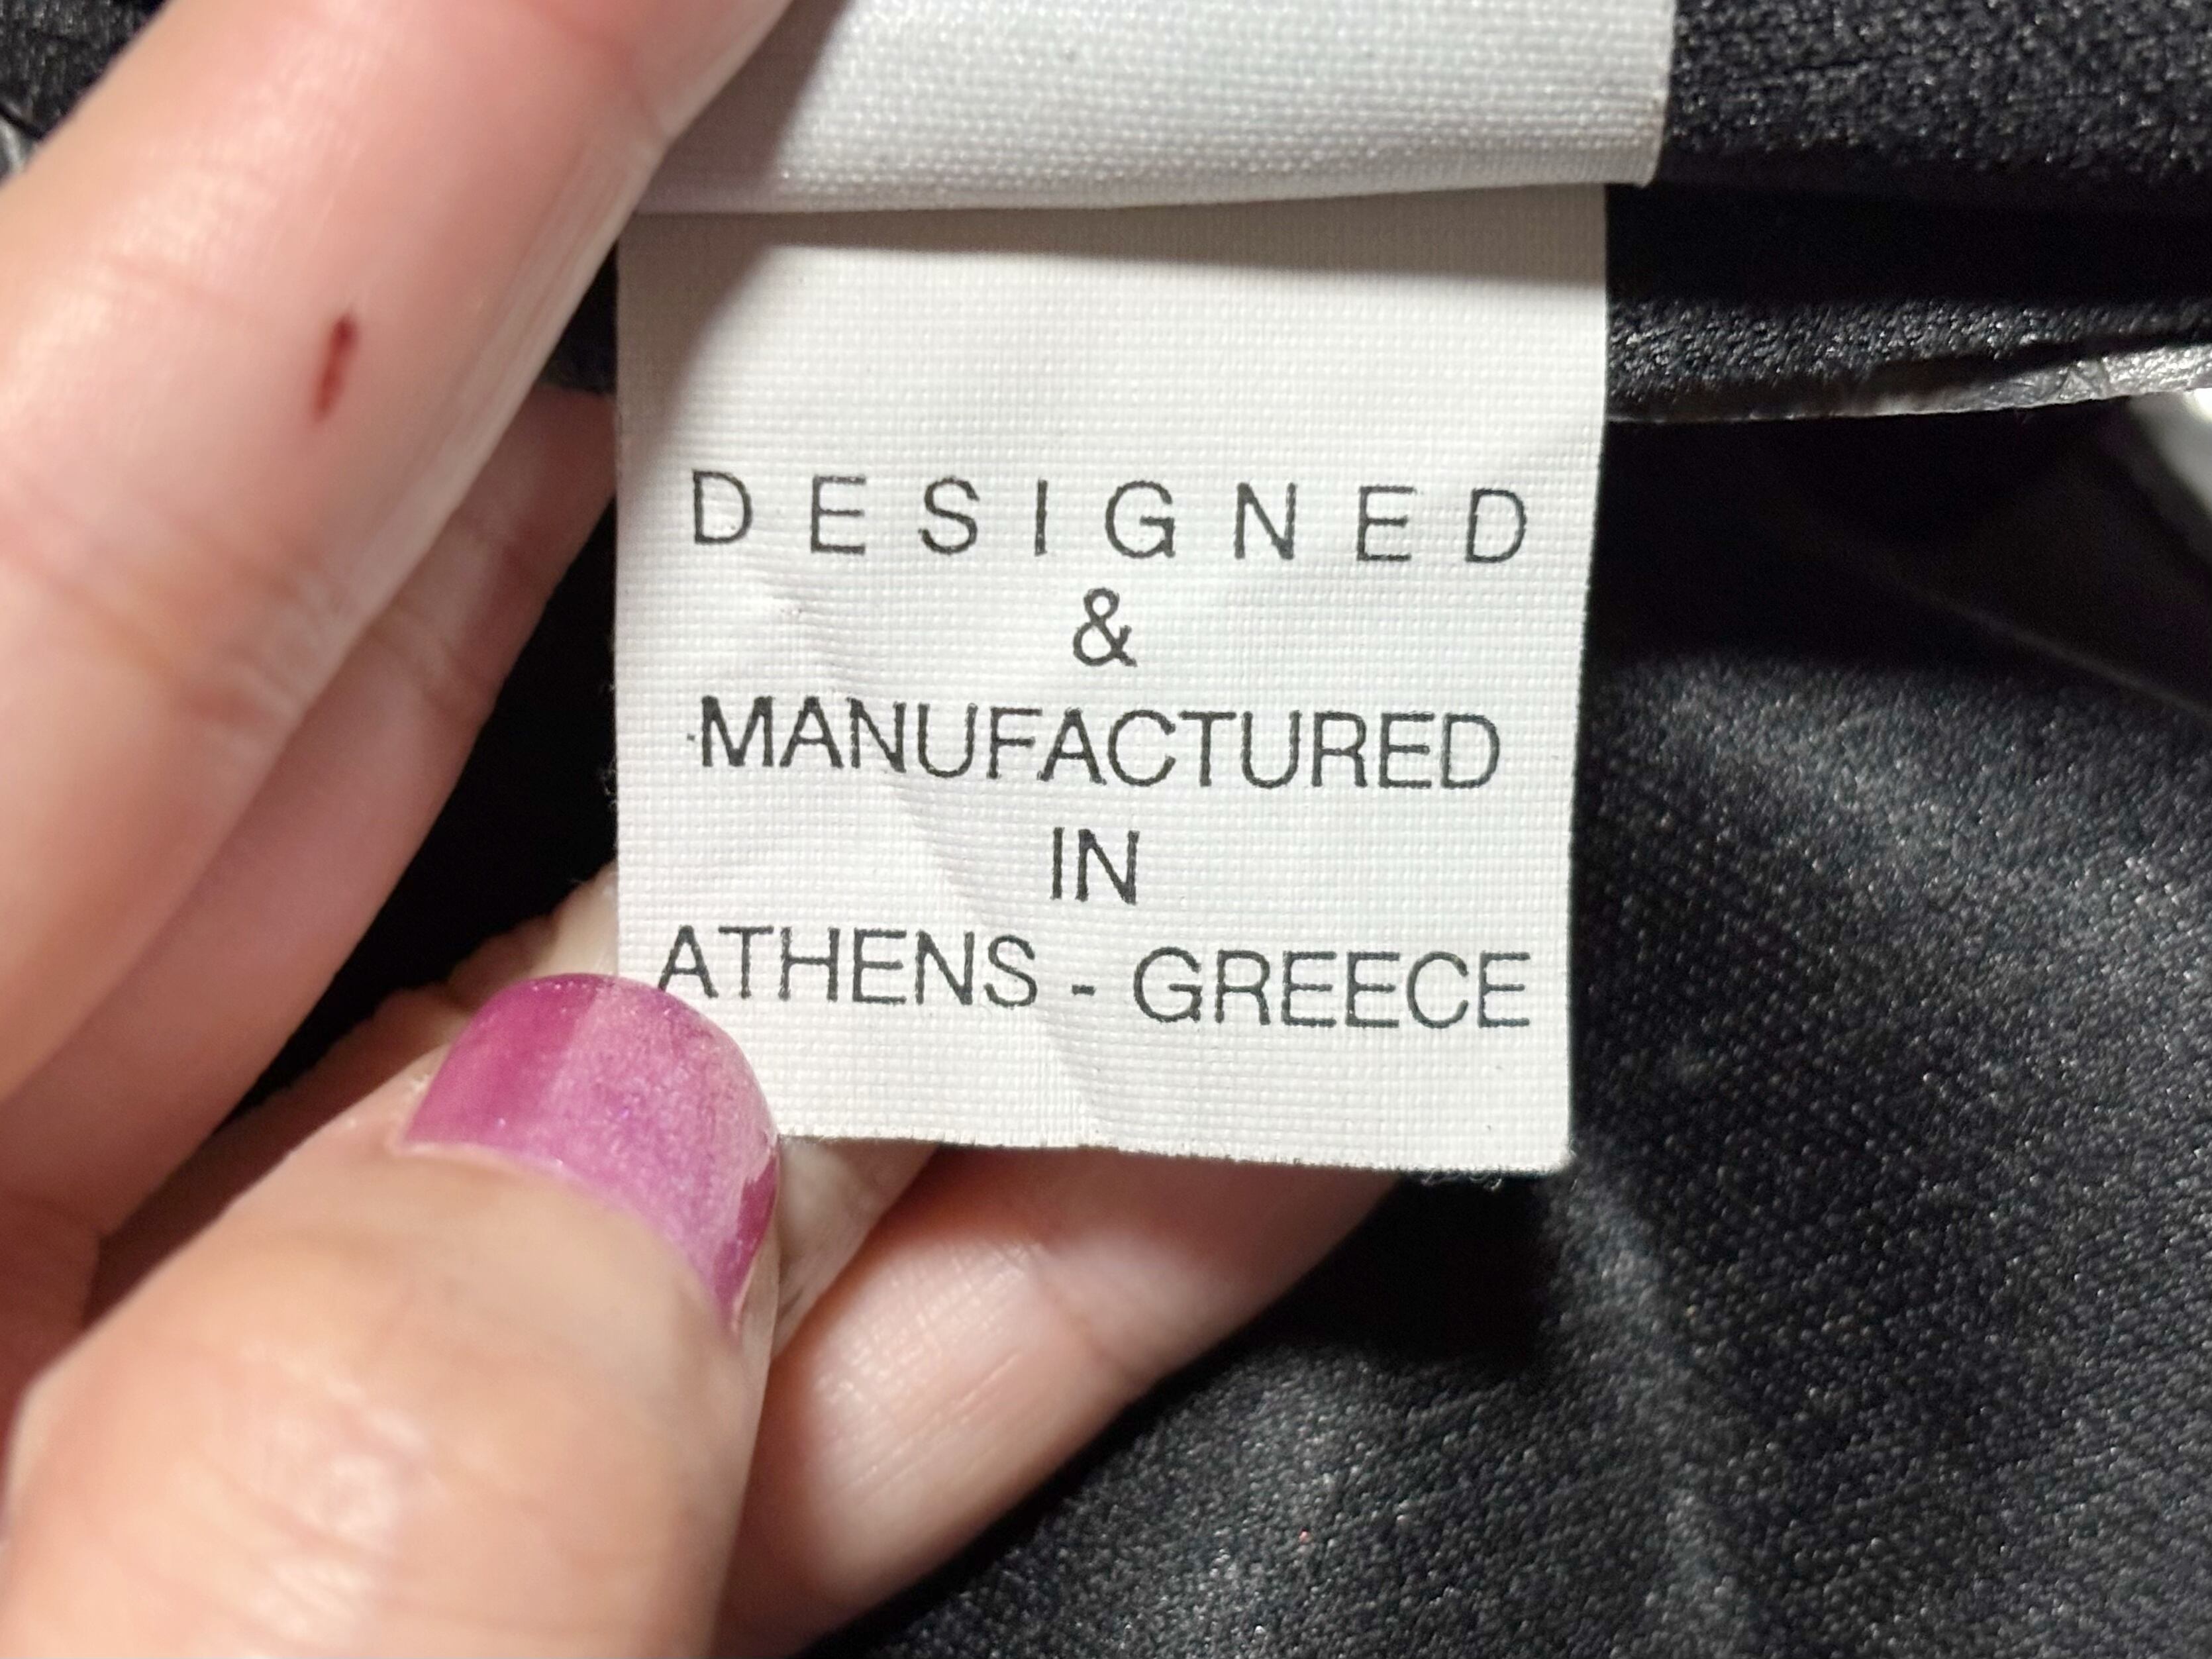 DESIGNED
&
MANUFACTURED
IN
ATHENS - GREECE